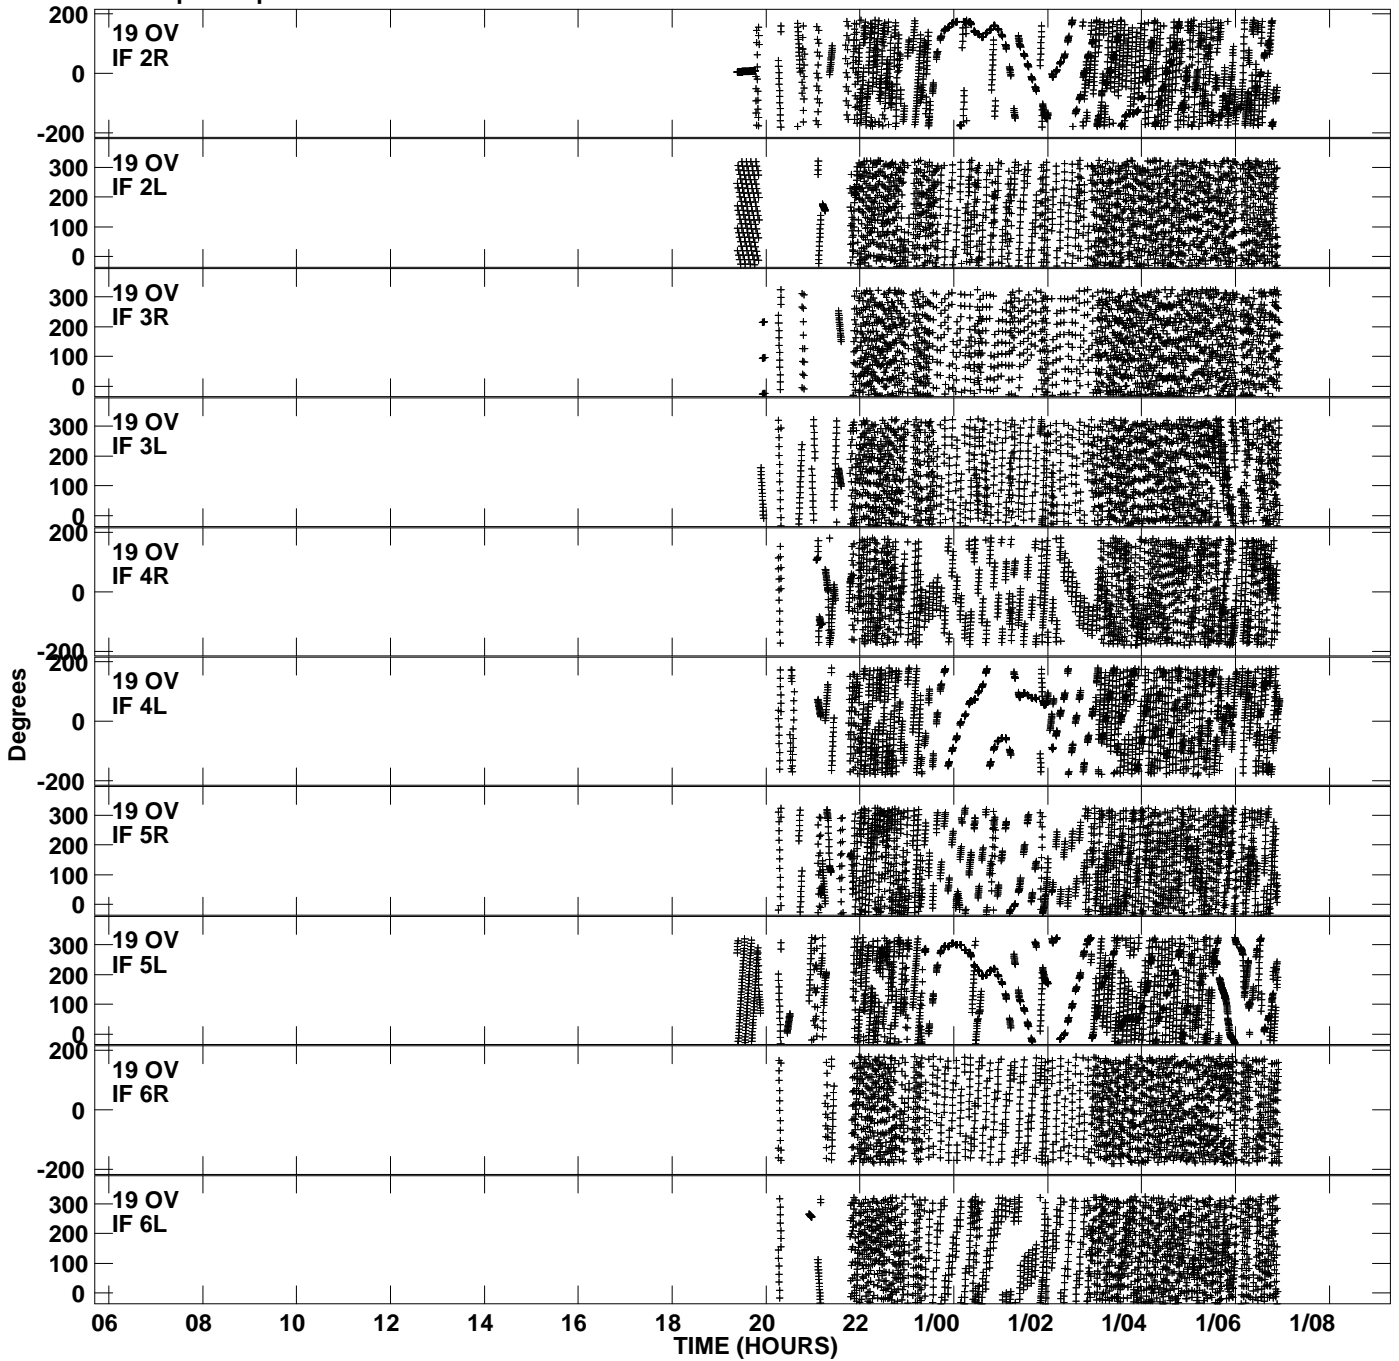 200
19 OV
IF 2R
0
-200
300
19 OV
IF 2L
200
100
0
300
19 OV
IF 3R
200
100
0
300
19 OV
IF 3L
200
100
0
200
19 OV
IF 4R
0
-200
200
19 OV
IF 4L
0
-200
Degrees
300
19 OV
IF 5R
200
100
0
300
19 OV
IF 5L
200
100
0
200
19 OV
IF 6R
0
-200
300
19 OV
IF 6L
200
100
0
06 08 10 12 14 16 18 20 22 1/00 1/02 1/04 1/06 1/08
TIME (HOURS)